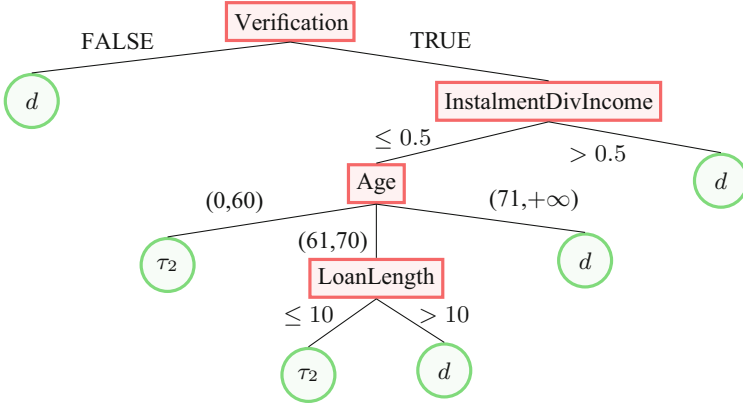 Verification
FALSE
TRUE
d
InstalmentDivIncome
≤ 0.5
> 0.5
d
Age
(0,60)
(61,70)
(71,+∞)
τ₂
d
LoanLength
≤ 10
> 10
τ₂
d